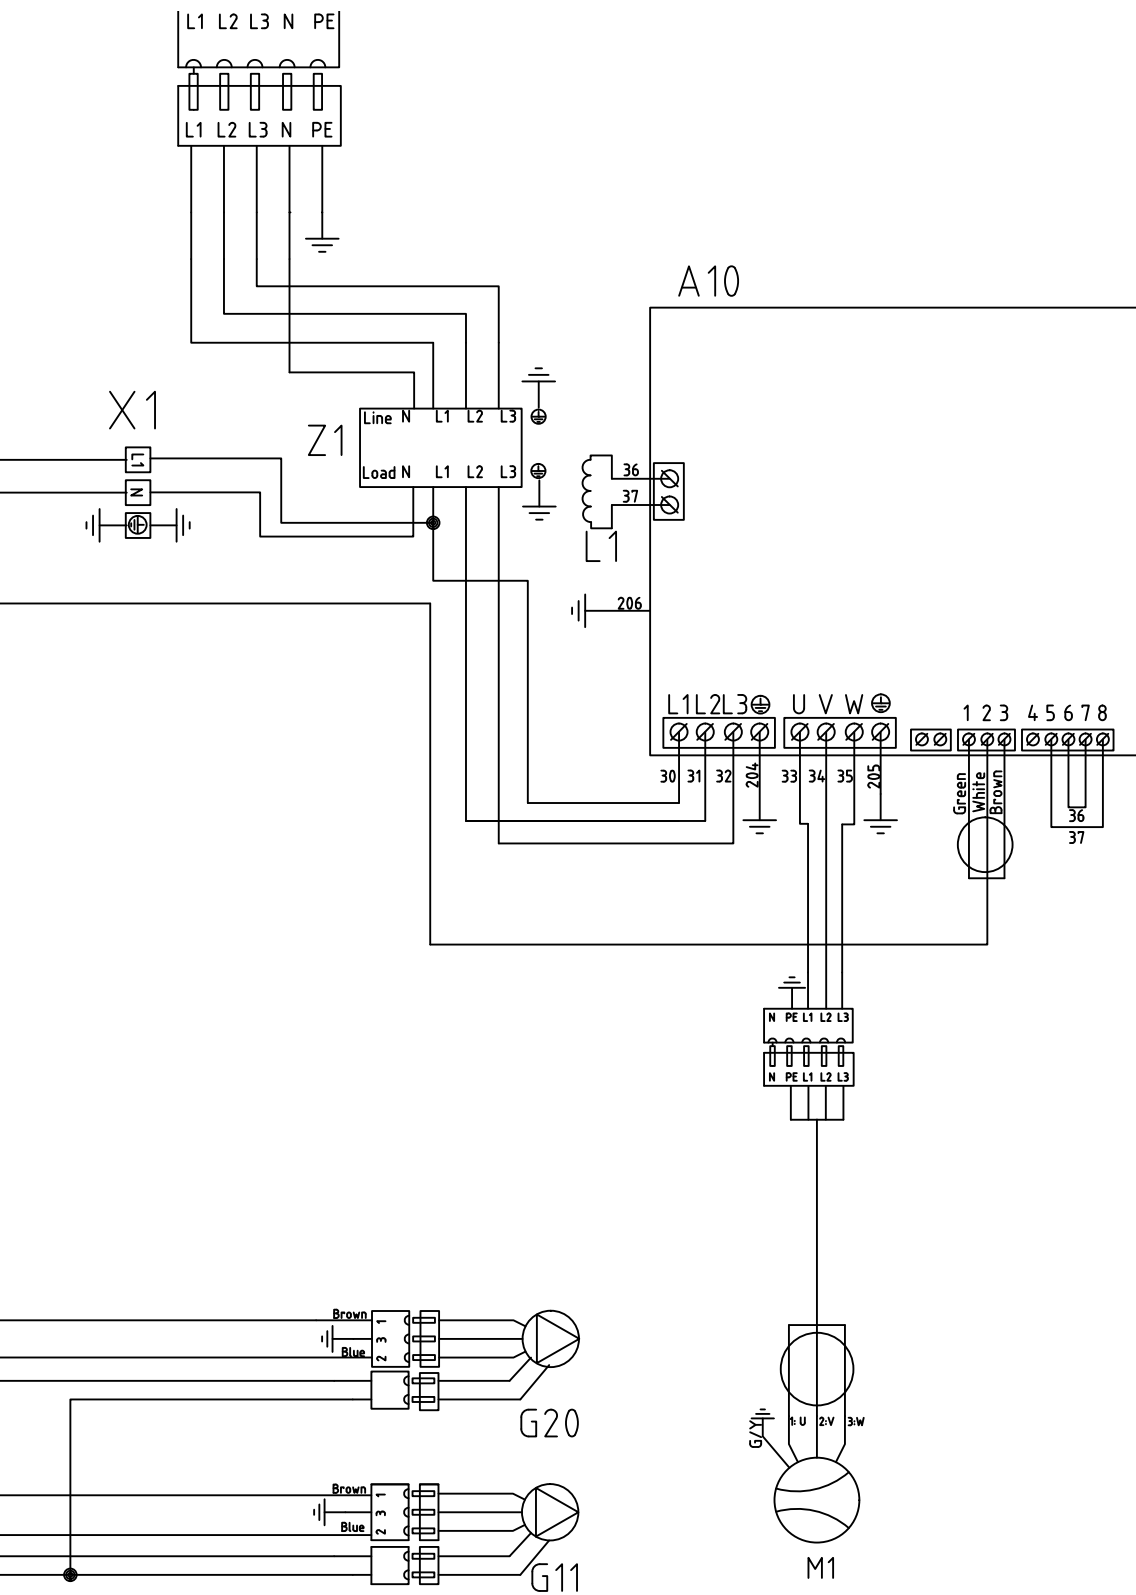 L1 L2 L3 N PE
L1 L2 L3 N PE
A10
X1
Z1
Line N L1 L2 L3
Load N L1 L2 L3
L1
N
36
37
L1
206
L1 L2 L3
U V W
1 2 3 4 5 6 7 8
30 31 32 204 33 34 35 205
Green
White
Brown
36
37
N PE L1 L2 L3
N PE L1 L2 L3
Brown
1
3
Blue
2
G20
G/Y
1: U 2:V 3:W
Brown
1
3
Blue
2
G11
M1